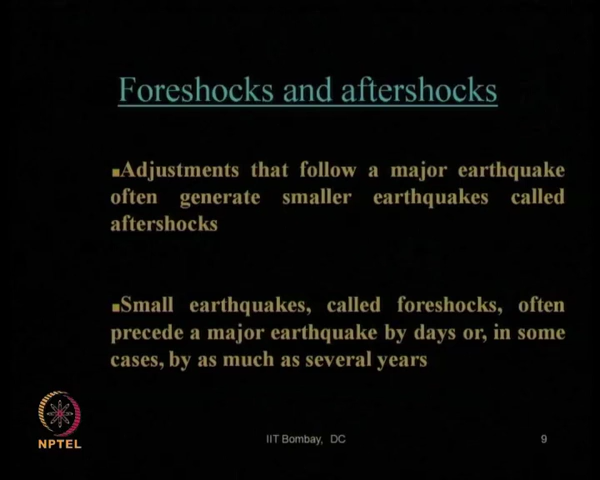 Foreshocks and aftershocks
▪Adjustments that follow a major earthquake
often generate smaller earthquakes called
aftershocks
▪Small earthquakes, called foreshocks, often
precede a major earthquake by days or, in some
cases, by as much as several years
NPTEL
IIT Bombay, DC
9